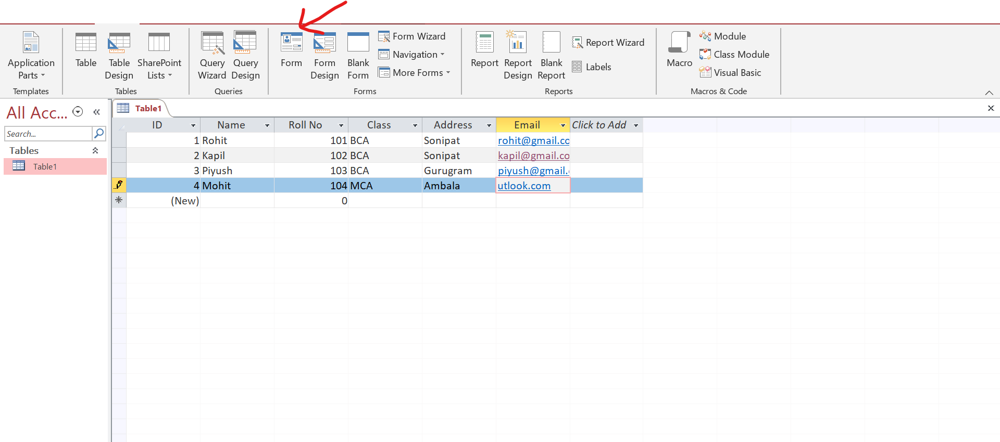 Application Parts
Table
Table Design
SharePoint Lists
Query Wizard
Query Design
Form
Form Design
Blank Form
Form Wizard
Navigation
More Forms
Report
Report Design
Blank Report
Report Wizard
Labels
Macro
Module
Class Module
Visual Basic
Templates
Tables
Queries
Forms
Reports
Macros & Code
All Acc...
Search...
Tables
Table1
Table1
ID Name Roll No Class Address Email Click to Add
1 Rohit 101 BCA Sonipat rohit@gmail.co
2 Kapil 102 BCA Sonipat kapil@gmail.co
3 Piyush 103 BCA Gurugram piyush@gmail.
4 Mohit 104 MCA Ambala utlook.com
(New) 0